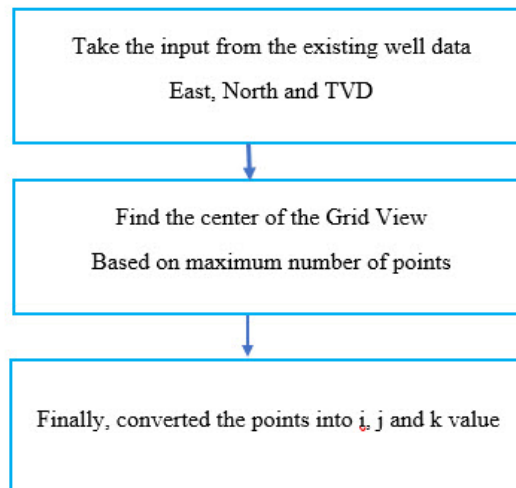 Take the input from the existing well data
East, North and TVD
Find the center of the Grid View
Based on maximum number of points
Finally, converted the points into i, j and k value